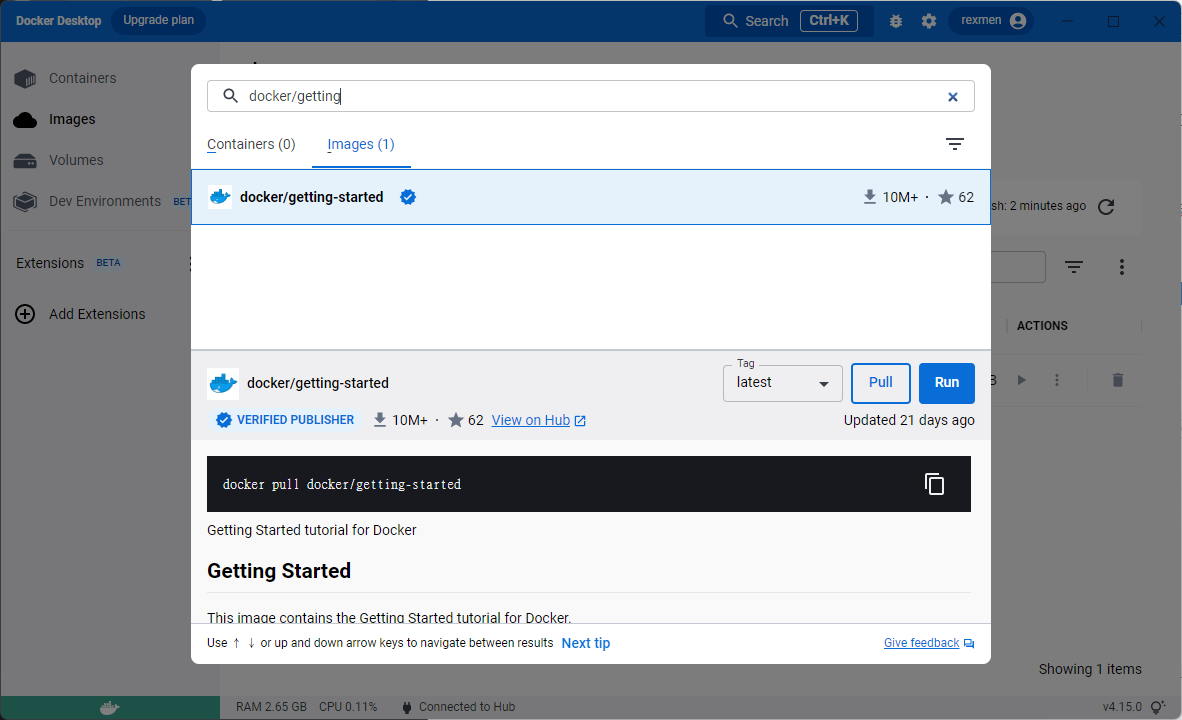 Docker Desktop Upgrade plan Search Ctrl+K rexmen
docker/getting
Containers
Containers (0) Images (1)
Images
Volumes
docker/getting-started 10M+ · 62
Dev Environments BET
sh: 2 minutes ago
Extensions BETA
Add Extensions
ACTIONS
docker/getting-started
Tag
latest
Pull
Run
B
VERIFIED PUBLISHER 10M+ · 62 View on Hub Updated 21 days ago
docker pull docker/getting-started
Getting Started tutorial for Docker
Getting Started
This image contains the Getting Started tutorial for Docker.
Use ↑ ↓ or up and down arrow keys to navigate between results Next tip Give feedback
Showing 1 items
RAM 2.65 GB CPU 0.11% Connected to Hub v4.15.0